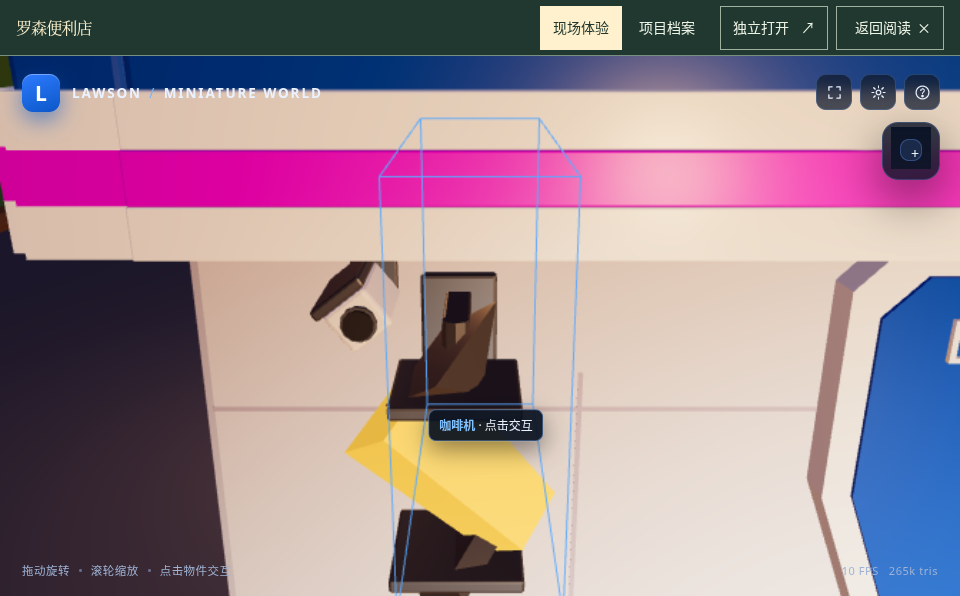 罗森便利店
现场体验
项目档案
独立打开 ↗
返回阅读 ×
L LAWSON / MINIATURE WORLD
咖啡机 · 点击交互
拖动旋转 • 滚轮缩放 • 点击物件交互
10 FPS 265k tris